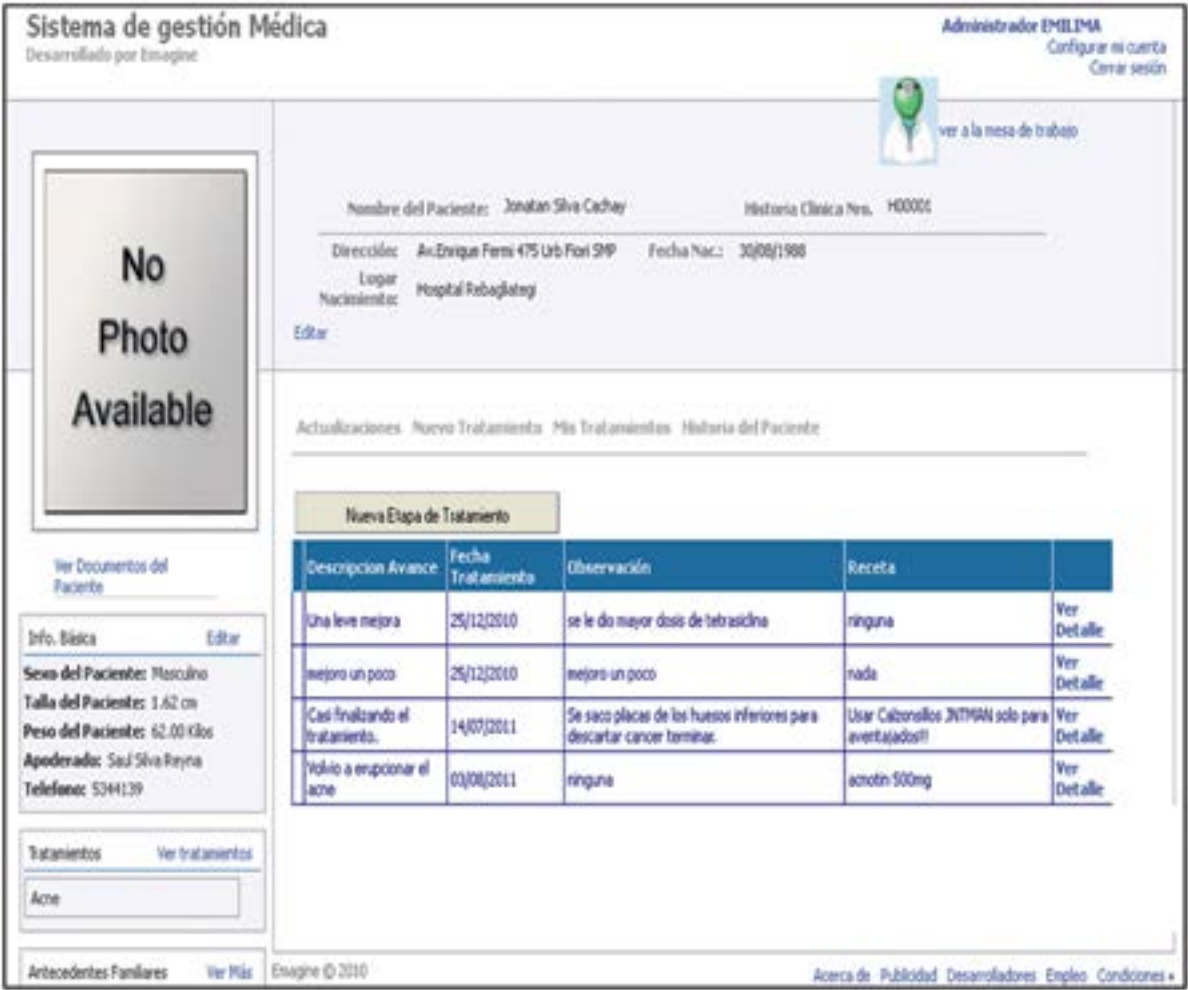 Sistema de gestión Médica
Desarrollado por Emagine
Administrador EMILIMA
Configurar mi cuenta
Cerrar sesión
ver a la mesa de trabajo
No
Photo
Available
Nombre del Paciente: Jonatan Silva Cachay Historia Clinica Nro. H00001
Dirección: Av.Enrique Fermi 475 Urb Fiori SMP Fecha Nac.: 30/08/1988
Lugar
Nacimiento: Hospital Rebagliategi
Editar
Actualizaciones Nuevo Tratamiento Mis Tratamientos Historia del Paciente
Nueva Etapa de Tratamiento
Descripcion Avance Fecha Tratamiento Observación Receta
Una leve mejora 25/12/2010 se le dio mayor dosis de tetrasiclina ninguna Ver Detalle
mejoro un poco 25/12/2010 mejoro un poco nada Ver Detalle
Casi finalizando el tratamiento. 14/07/2011 Se saco placas de los huesos inferiores para descartar cancer terminar. Usar Calzonsillos JNTMAN solo para aventajados!!! Ver Detalle
Volvio a erupcionar el acne 03/08/2011 ninguna acnotin 500mg Ver Detalle
Ver Documentos del
Paciente
Info. Básica Editar
Sexo del Paciente: Masculino
Talla del Paciente: 1.62 cm
Peso del Paciente: 62.00 Kilos
Apoderado: Saul Silva Reyna
Telefono: 5344139
Tratamientos Ver tratamientos
Acne
Antecedentes Familiares Ver Más
Emagine © 2010
Acerca de Publicidad Desarrolladores Empleo Condiciones